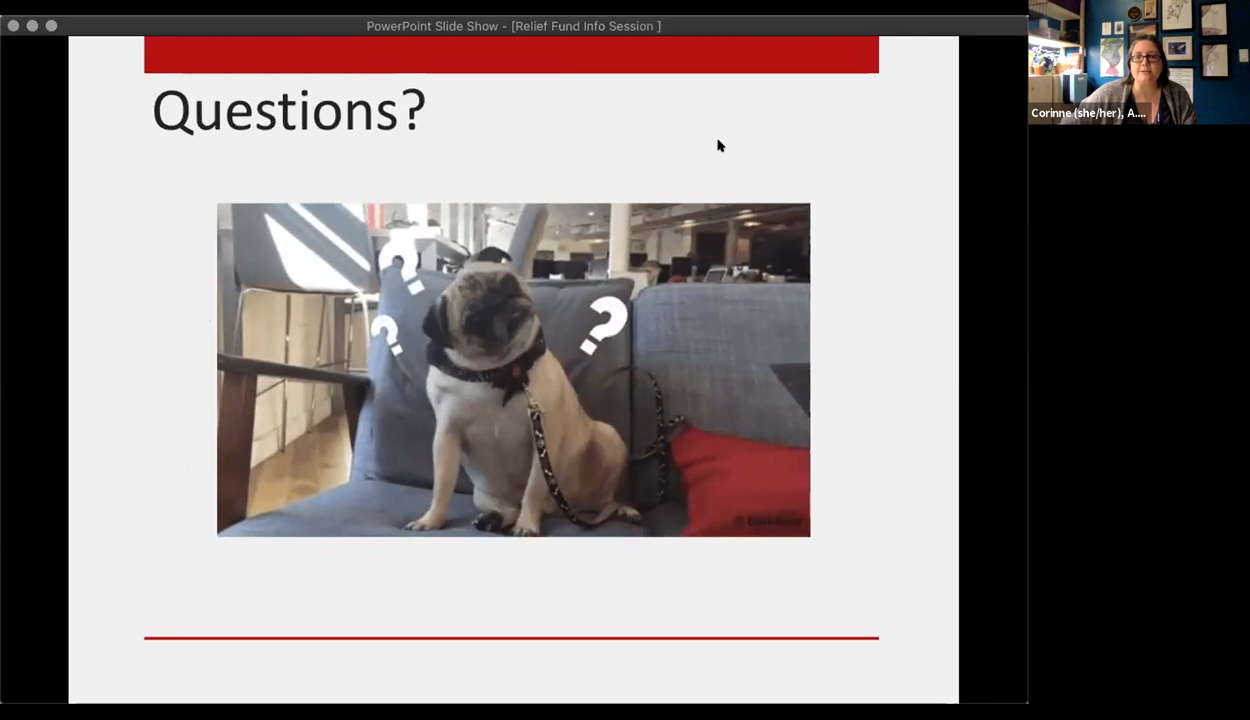 PowerPoint Slide Show - [Relief Fund Info Session ]
Questions?
?
?
?
Corinne (she/her), A....